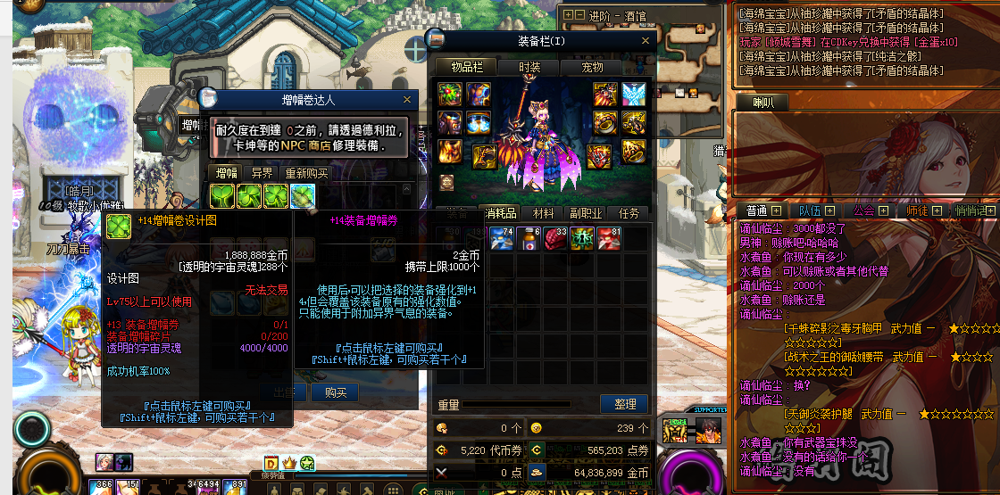 进阶 - 酒馆
[海绵宝宝]从袖珍罐中获得了[矛盾的结晶体]
[海绵宝宝]从袖珍罐中获得了[矛盾的结晶体]
玩家 [倾城雪舞] 在CDKey兑换中获得 [金蛋x10]
[海绵宝宝]从袖珍罐中获得了[纯洁之骸]
[海绵宝宝]从袖珍罐中获得了[矛盾的结晶体]
喇叭
装备栏(I)
物品栏
时装
宠物
增幅卷达人
增幅
耐久度在到達 0之前, 請透過德利拉,
卡坤等的NPC 商店修理裝備.
增幅
异界
重新购买
[皓月]
刀刀暴击
装备
消耗品
材料
副职业
任务
74
6
33
81
+14增幅卷设计图
1,888,888金币
[透明的宇宙灵魂]288个
设计图
无法交易
Lv75以上可以使用
+13 装备增幅券
0/1
装备增幅碎片
0/200
透明的宇宙灵魂
4000/4000
成功机率100%
『点击鼠标左键可购买』
『Shift+鼠标左键, 可购买若干个』
+14装备增幅券
2金币
携带上限1000个
使用后,可以把选择的装备强化到+1
4,但会覆盖该装备原有的强化数值。
只能使用于附加异界气息的装备。
『点击鼠标左键可购买』
『Shift+鼠标左键, 可购买若干个』
出售
购买
重量
整理
0 个
239 个
5,220 代币券
565,203 点券
0 点
64,836,899 金币
SUPPORTER
普通
队伍
公会
师徒
悄悄话
谪仙临尘 : 3000都没了
男神 : 赊账吧,哈哈哈
水煮鱼 : 你现在有多少
水煮鱼 : 可以赊账或者其他代替
谪仙临尘 : 2000个
水煮鱼 : 赊账还是
谪仙临尘 :
[千蛛碎影之毒牙胸甲 武力值 — ★☆☆☆
☆☆☆☆☆]
[战术之王的御敌腰带 武力值 — ★☆☆☆
☆☆☆☆☆☆]
谪仙临尘 : 换?
谪仙临尘 :
[天御炎袭护腿 武力值 — ★☆☆☆☆☆☆
☆☆☆]
水煮鱼 : 你有武器宝珠没
水煮鱼 : 没有的话给你一个
谪仙临尘 : 没有
疲劳值
366
151
891